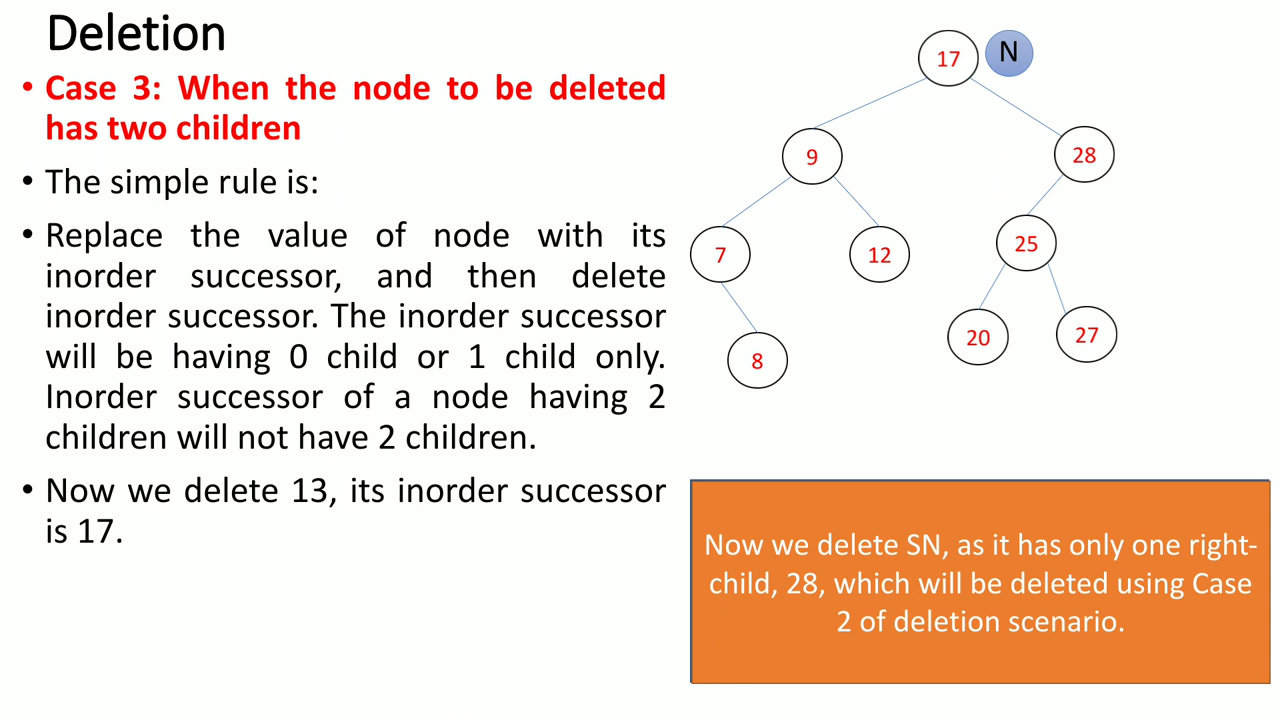 Deletion
• Case 3: When the node to be deleted
has two children
• The simple rule is:
• Replace the value of node with its
inorder successor, and then delete
inorder successor. The inorder successor
will be having 0 child or 1 child only.
Inorder successor of a node having 2
children will not have 2 children.
• Now we delete 13, its inorder successor
is 17.
17 N
9 28
7 12 25
8 20 27
Now we delete SN, as it has only one right-
child, 28, which will be deleted using Case
2 of deletion scenario.